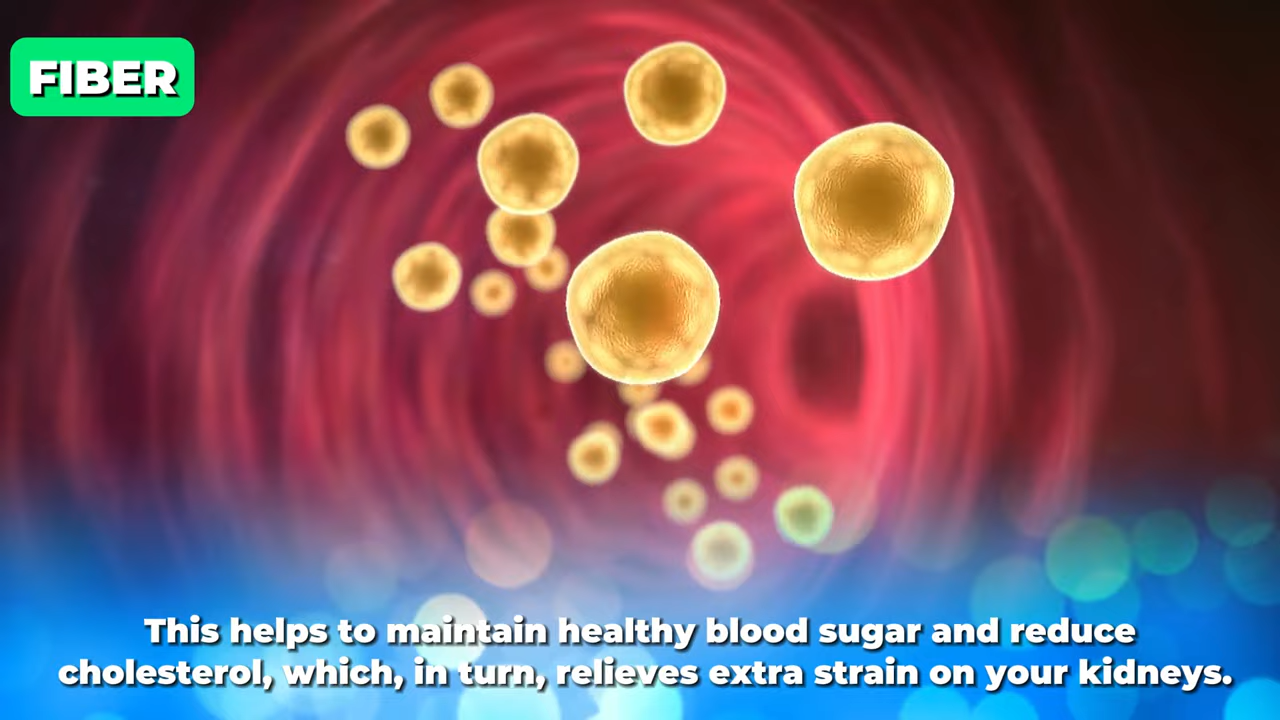 FIBER
This helps to maintain healthy blood sugar and reduce
cholesterol, which, in turn, relieves extra strain on your kidneys.